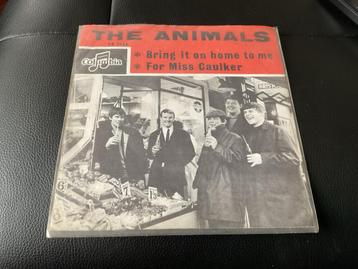 THE ANIMALS
Columbia
Bring It on home to me
For Miss Caulker